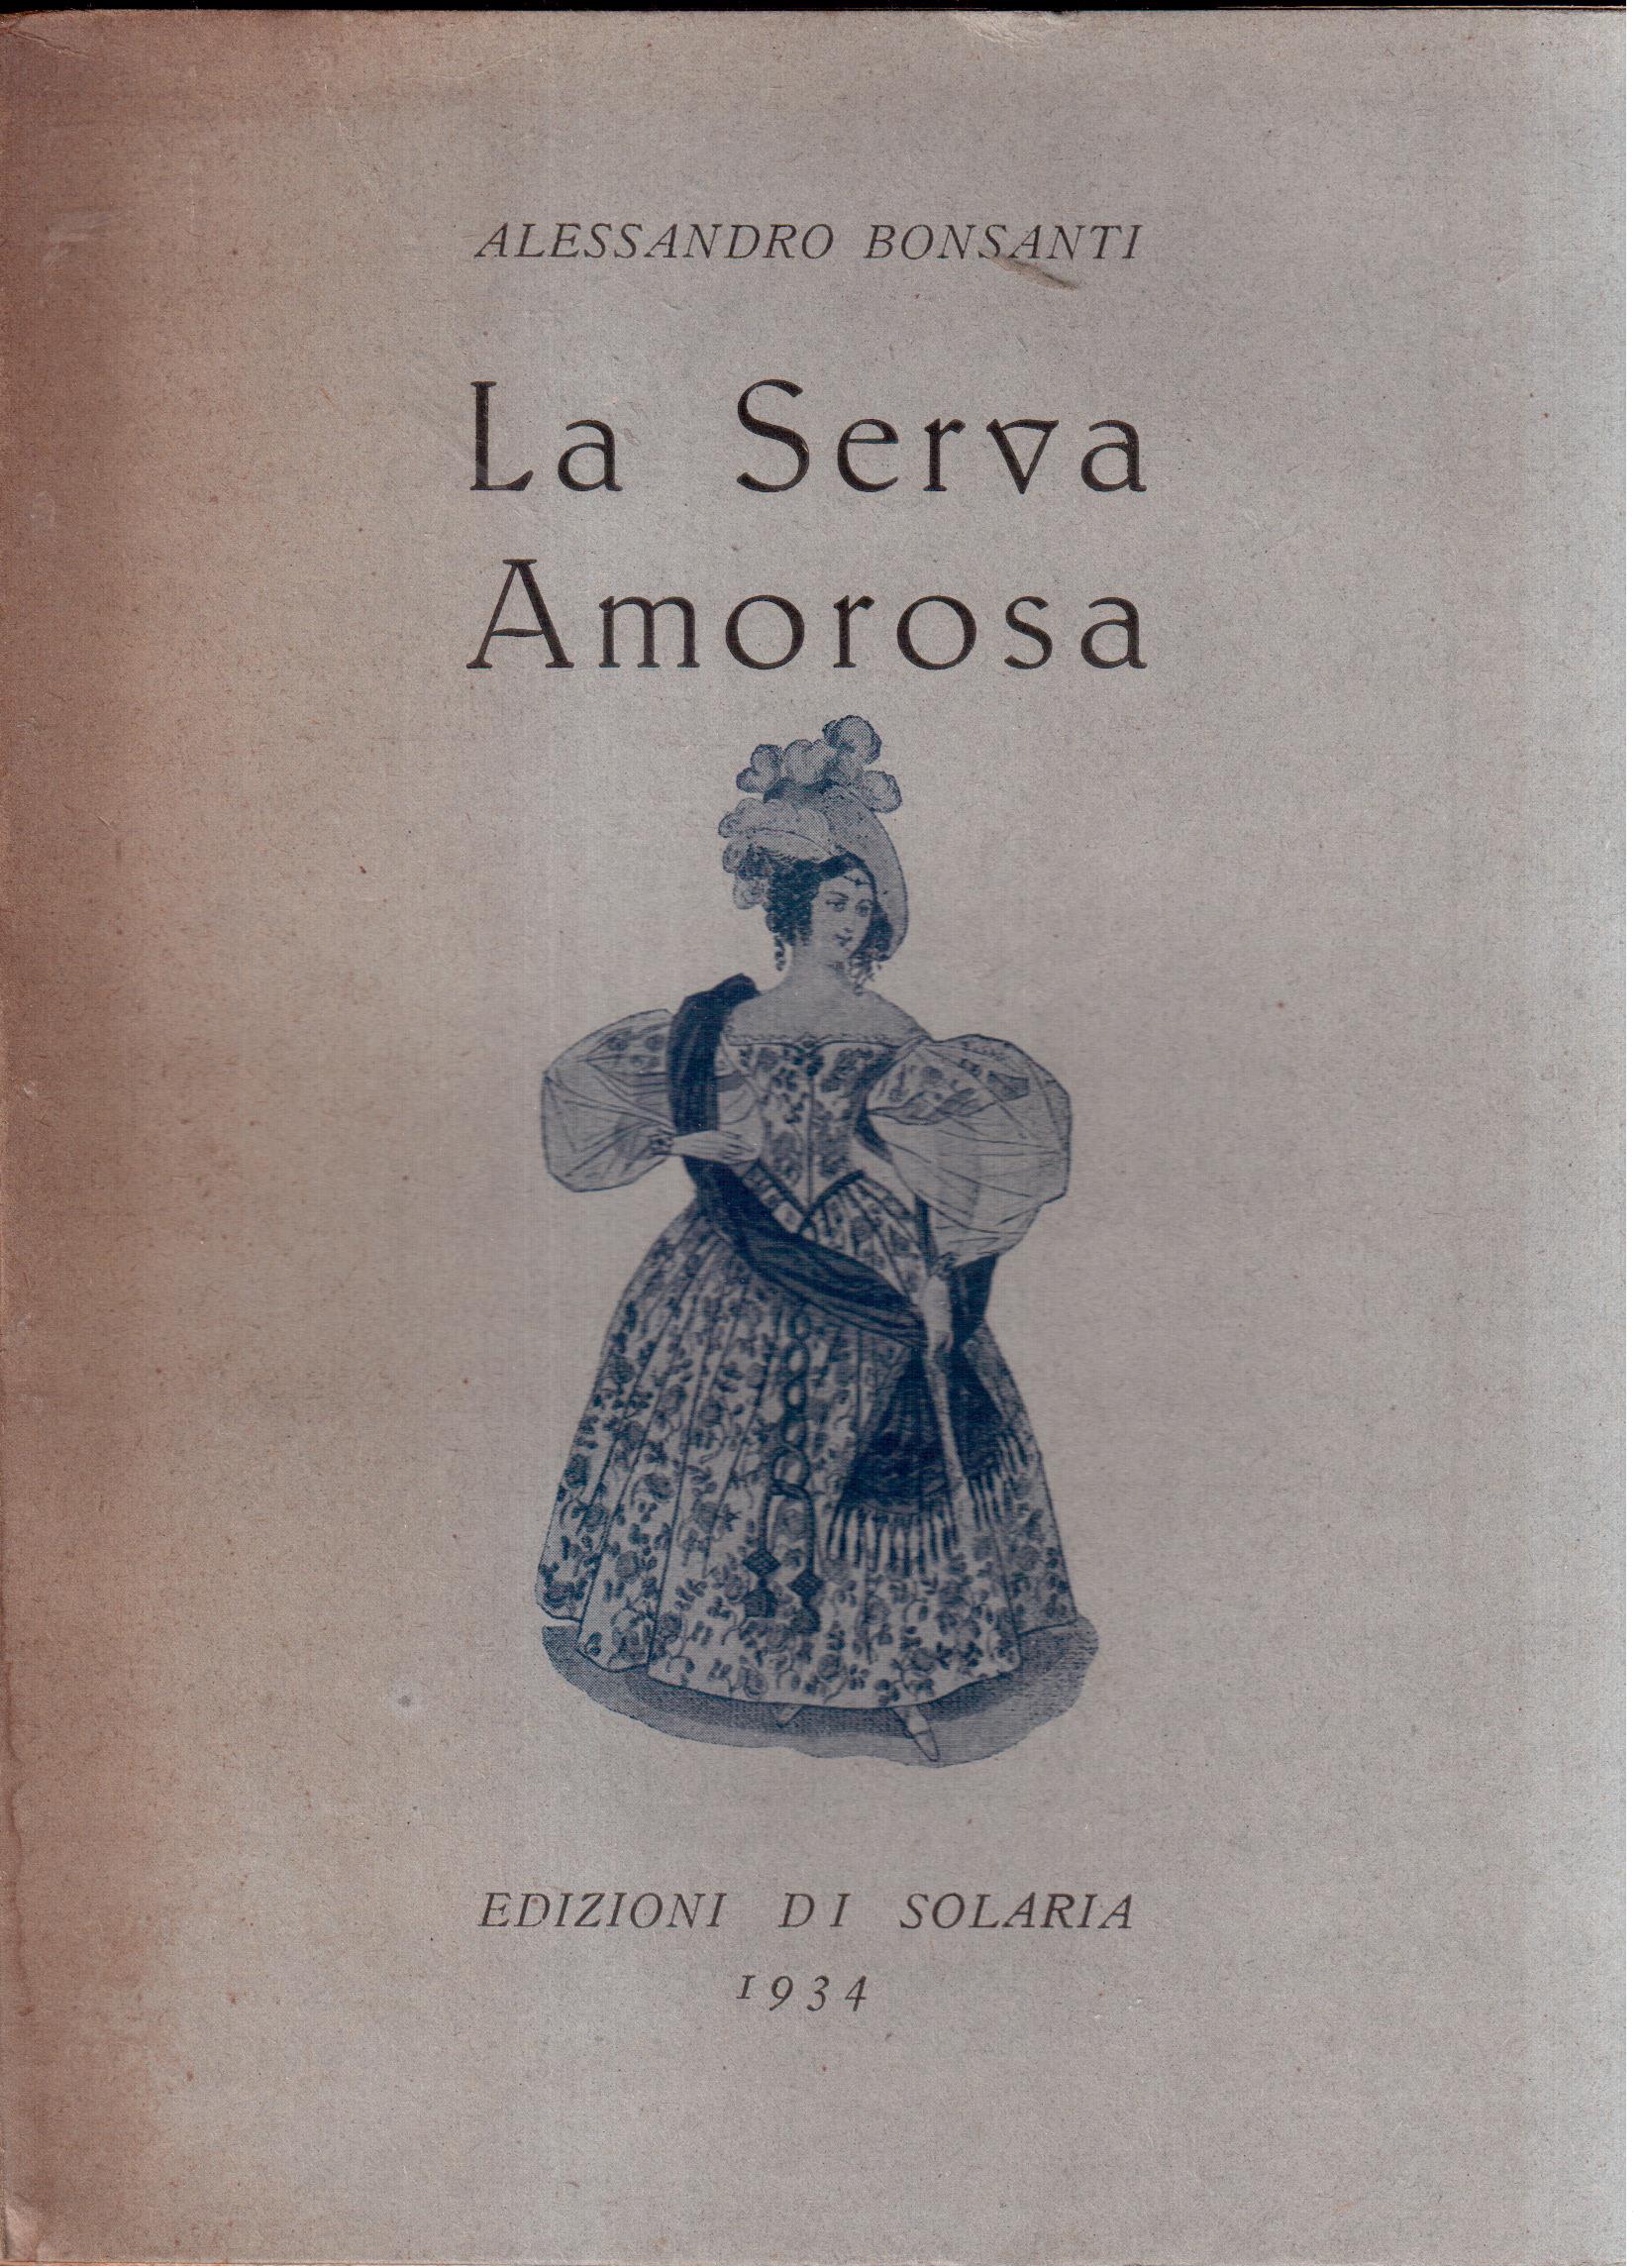 ALESSANDRO BONSANTI
La Serva
Amorosa
EDIZIONI DI SOLARIA
1934